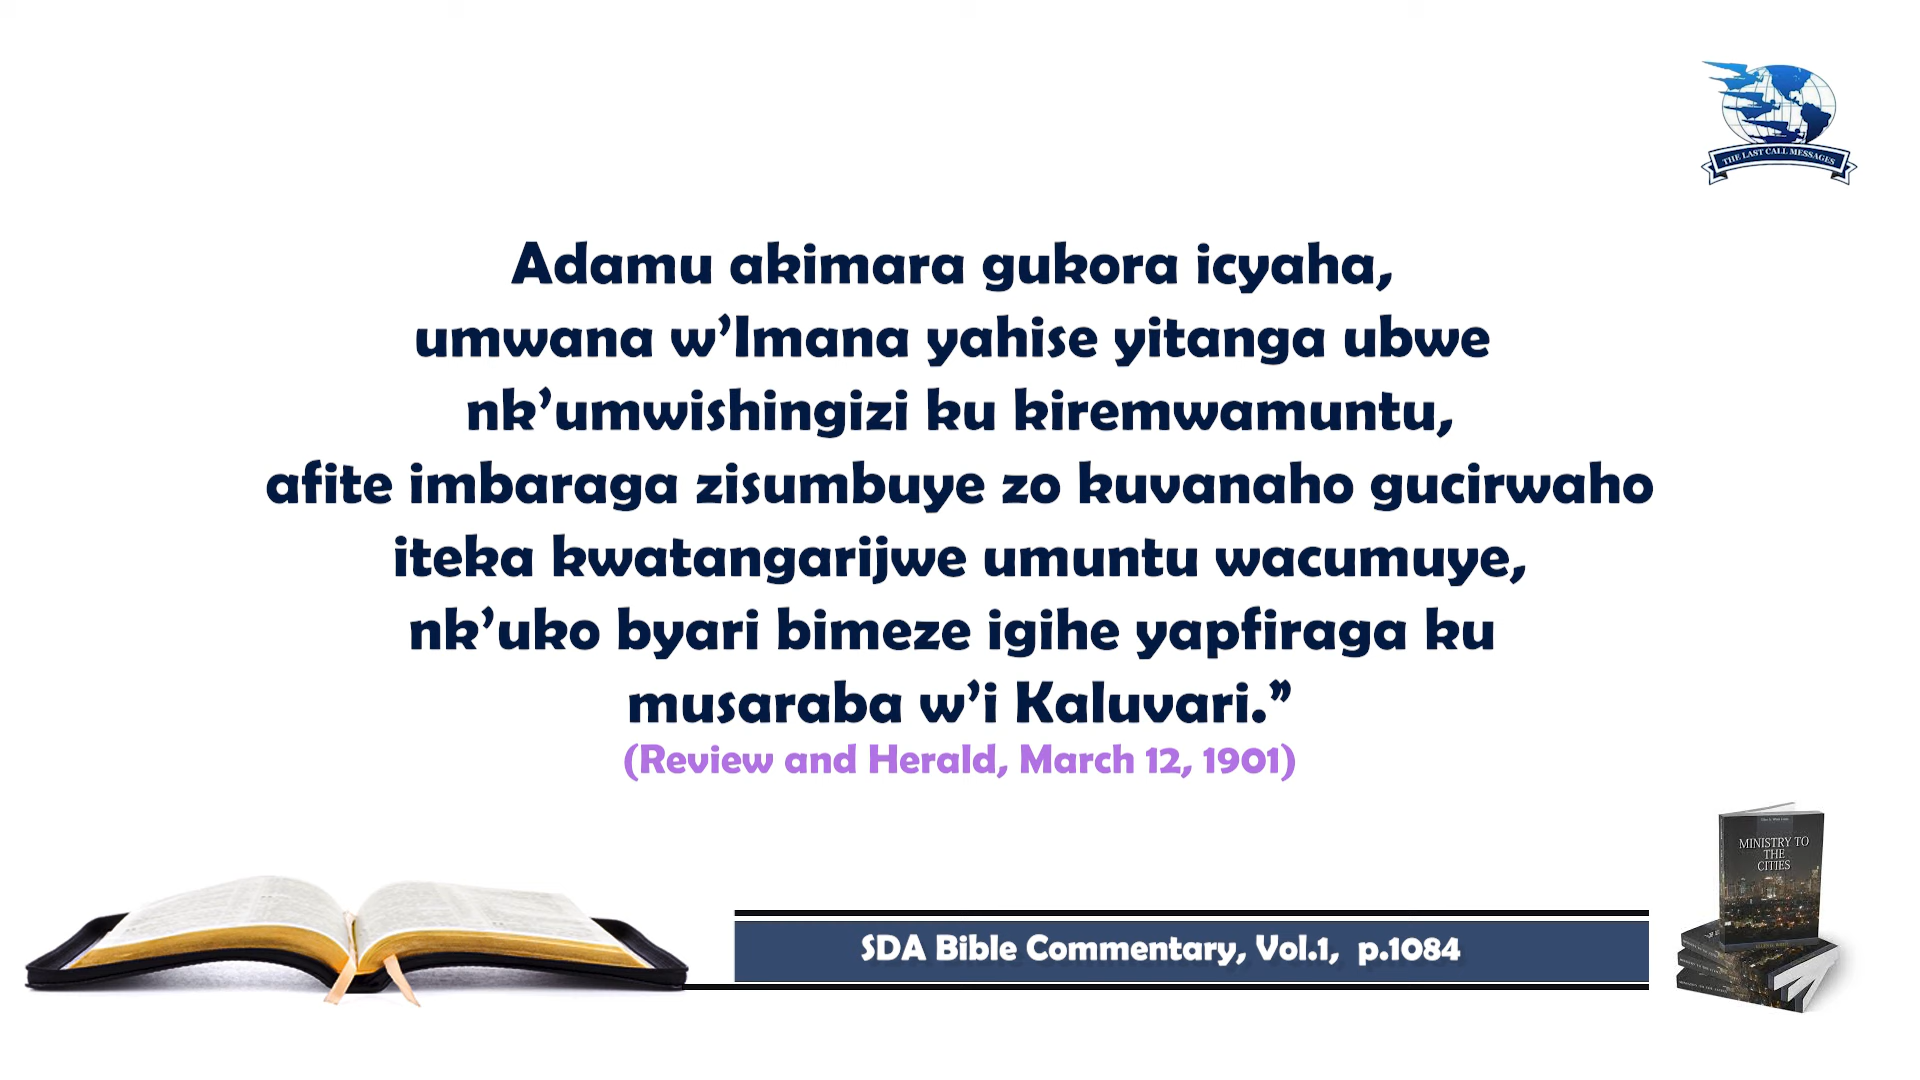 THE LAST CALL MESSAGES
Adamu akimara gukora icyaha,
umwana w’Imana yahise yitanga ubwe
nk’umwishingizi ku kiremwamuntu,
afite imbaraga zisumbuye zo kuvanaho gucirwaho
iteka kwatangarijwe umuntu wacumuye,
nk’uko byari bimeze igihe yapfiraga ku
musaraba w’i Kaluvari.”
(Review and Herald, March 12, 1901)
MINISTRY TO
THE
CITIES
SDA Bible Commentary, Vol.1, p.1084